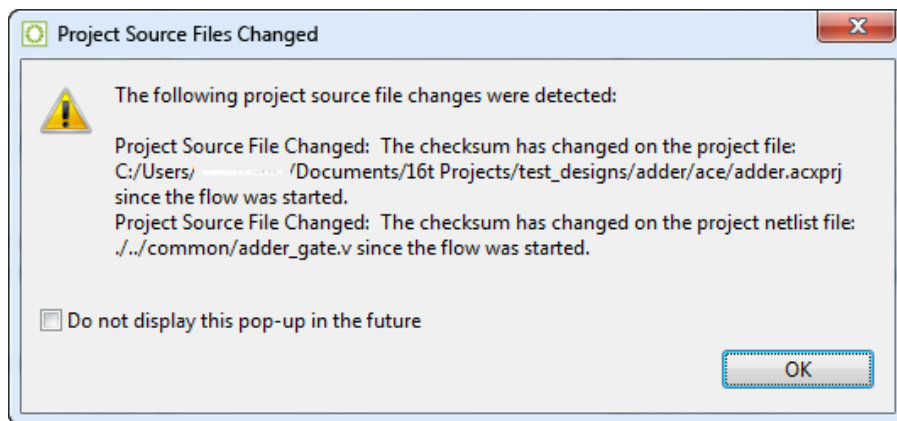 Project Source Files Changed
The following project source file changes were detected:
Project Source File Changed: The checksum has changed on the project file:
C:/Users/ /Documents/16t Projects/test_designs/adder/ace/adder.acxprj
since the flow was started.
Project Source File Changed: The checksum has changed on the project netlist file:
./../common/adder_gate.v since the flow was started.
Do not display this pop-up in the future
OK